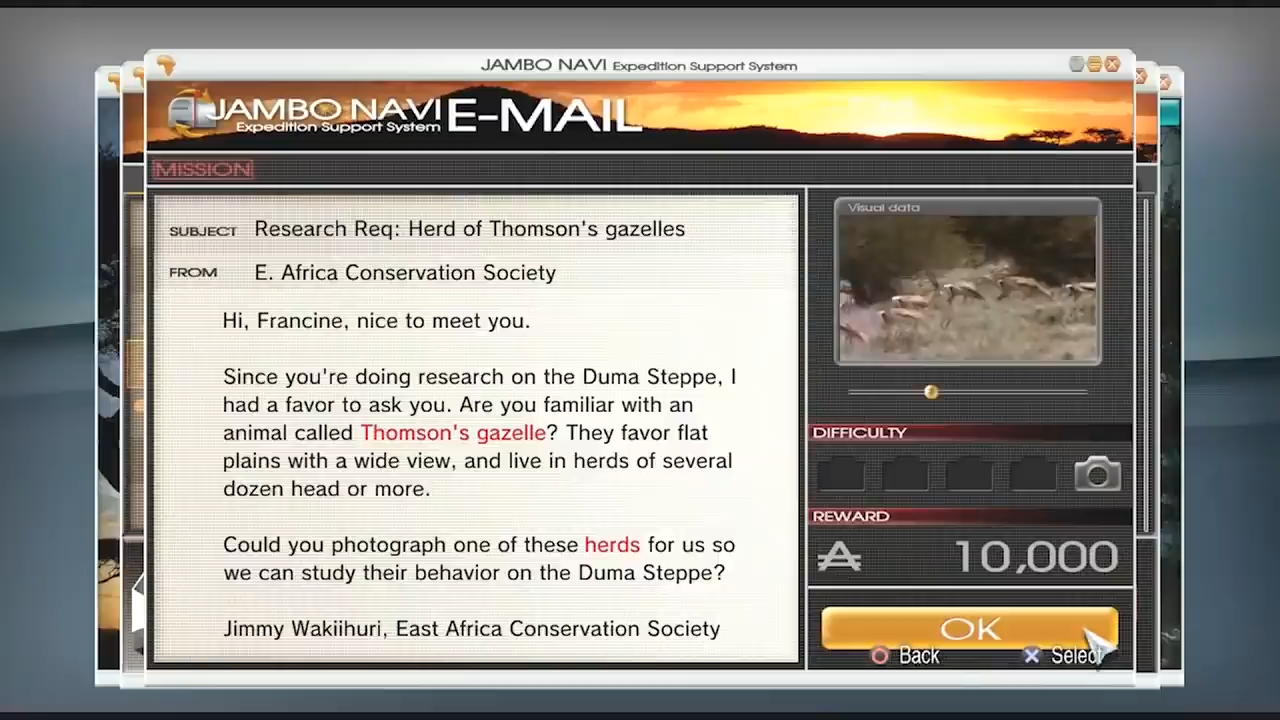 JAMBO NAVI Expedition Support System
JAMBO NAVI E-MAIL
Expedition Support System
MISSION
SUBJECT Research Req: Herd of Thomson's gazelles
FROM E. Africa Conservation Society
Hi, Francine, nice to meet you.
Since you're doing research on the Duma Steppe, I
had a favor to ask you. Are you familiar with an
animal called Thomson's gazelle? They favor flat
plains with a wide view, and live in herds of several
dozen head or more.
Could you photograph one of these herds for us so
we can study their behavior on the Duma Steppe?
Jimmy Wakiihuri, East Africa Conservation Society
Visual data
DIFFICULTY
REWARD
10,000
OK
Back Select